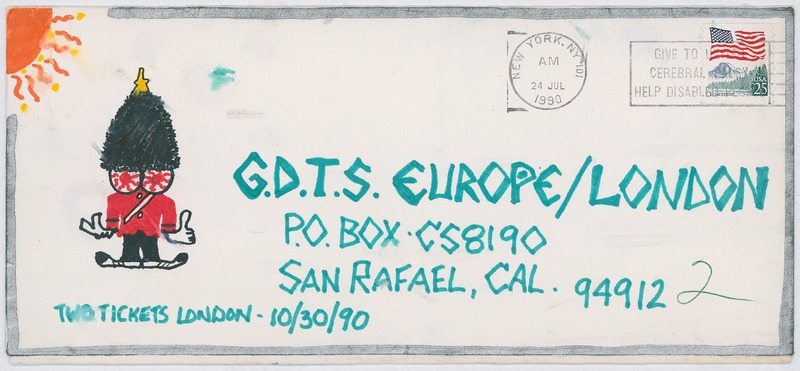 NEW YORK, NY 101
AM
24 JUL
1990
GIVE TO
CEREBRAL
HELP DISABLED
USA
25
G.D.T.S. EUROPE/LONDON
P.O. BOX·CS8190
SAN RAFAEL, CAL. 94912
2
TWO TICKETS LONDON - 10/30/90